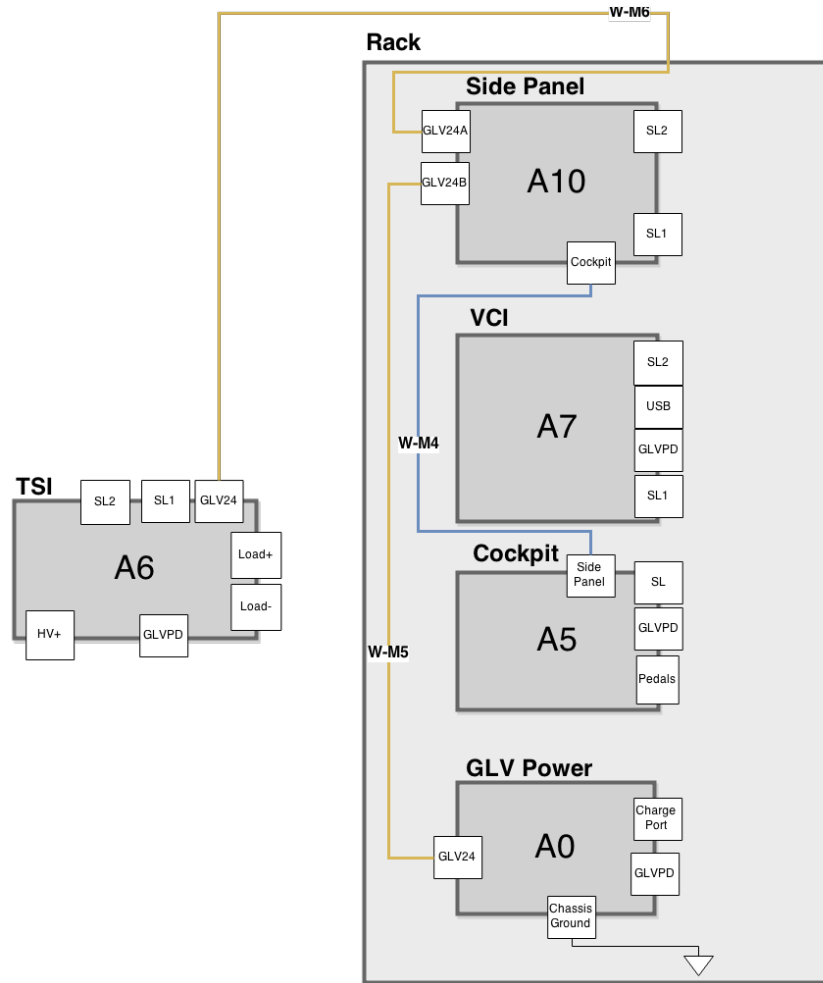 W-M6
Rack
Side Panel
GLV24A
SL2
GLV24B
A10
SL1
Cockpit
VCI
SL2
A7
USB
W-M4
GLVPD
SL1
TSI
SL2
SL1
GLV24
A6
Load+
Load-
HV+
GLVPD
Cockpit
Side
Panel
SL
A5
GLVPD
W-M5
Pedals
GLV Power
Charge
Port
A0
GLV24
GLVPD
Chassis
Ground